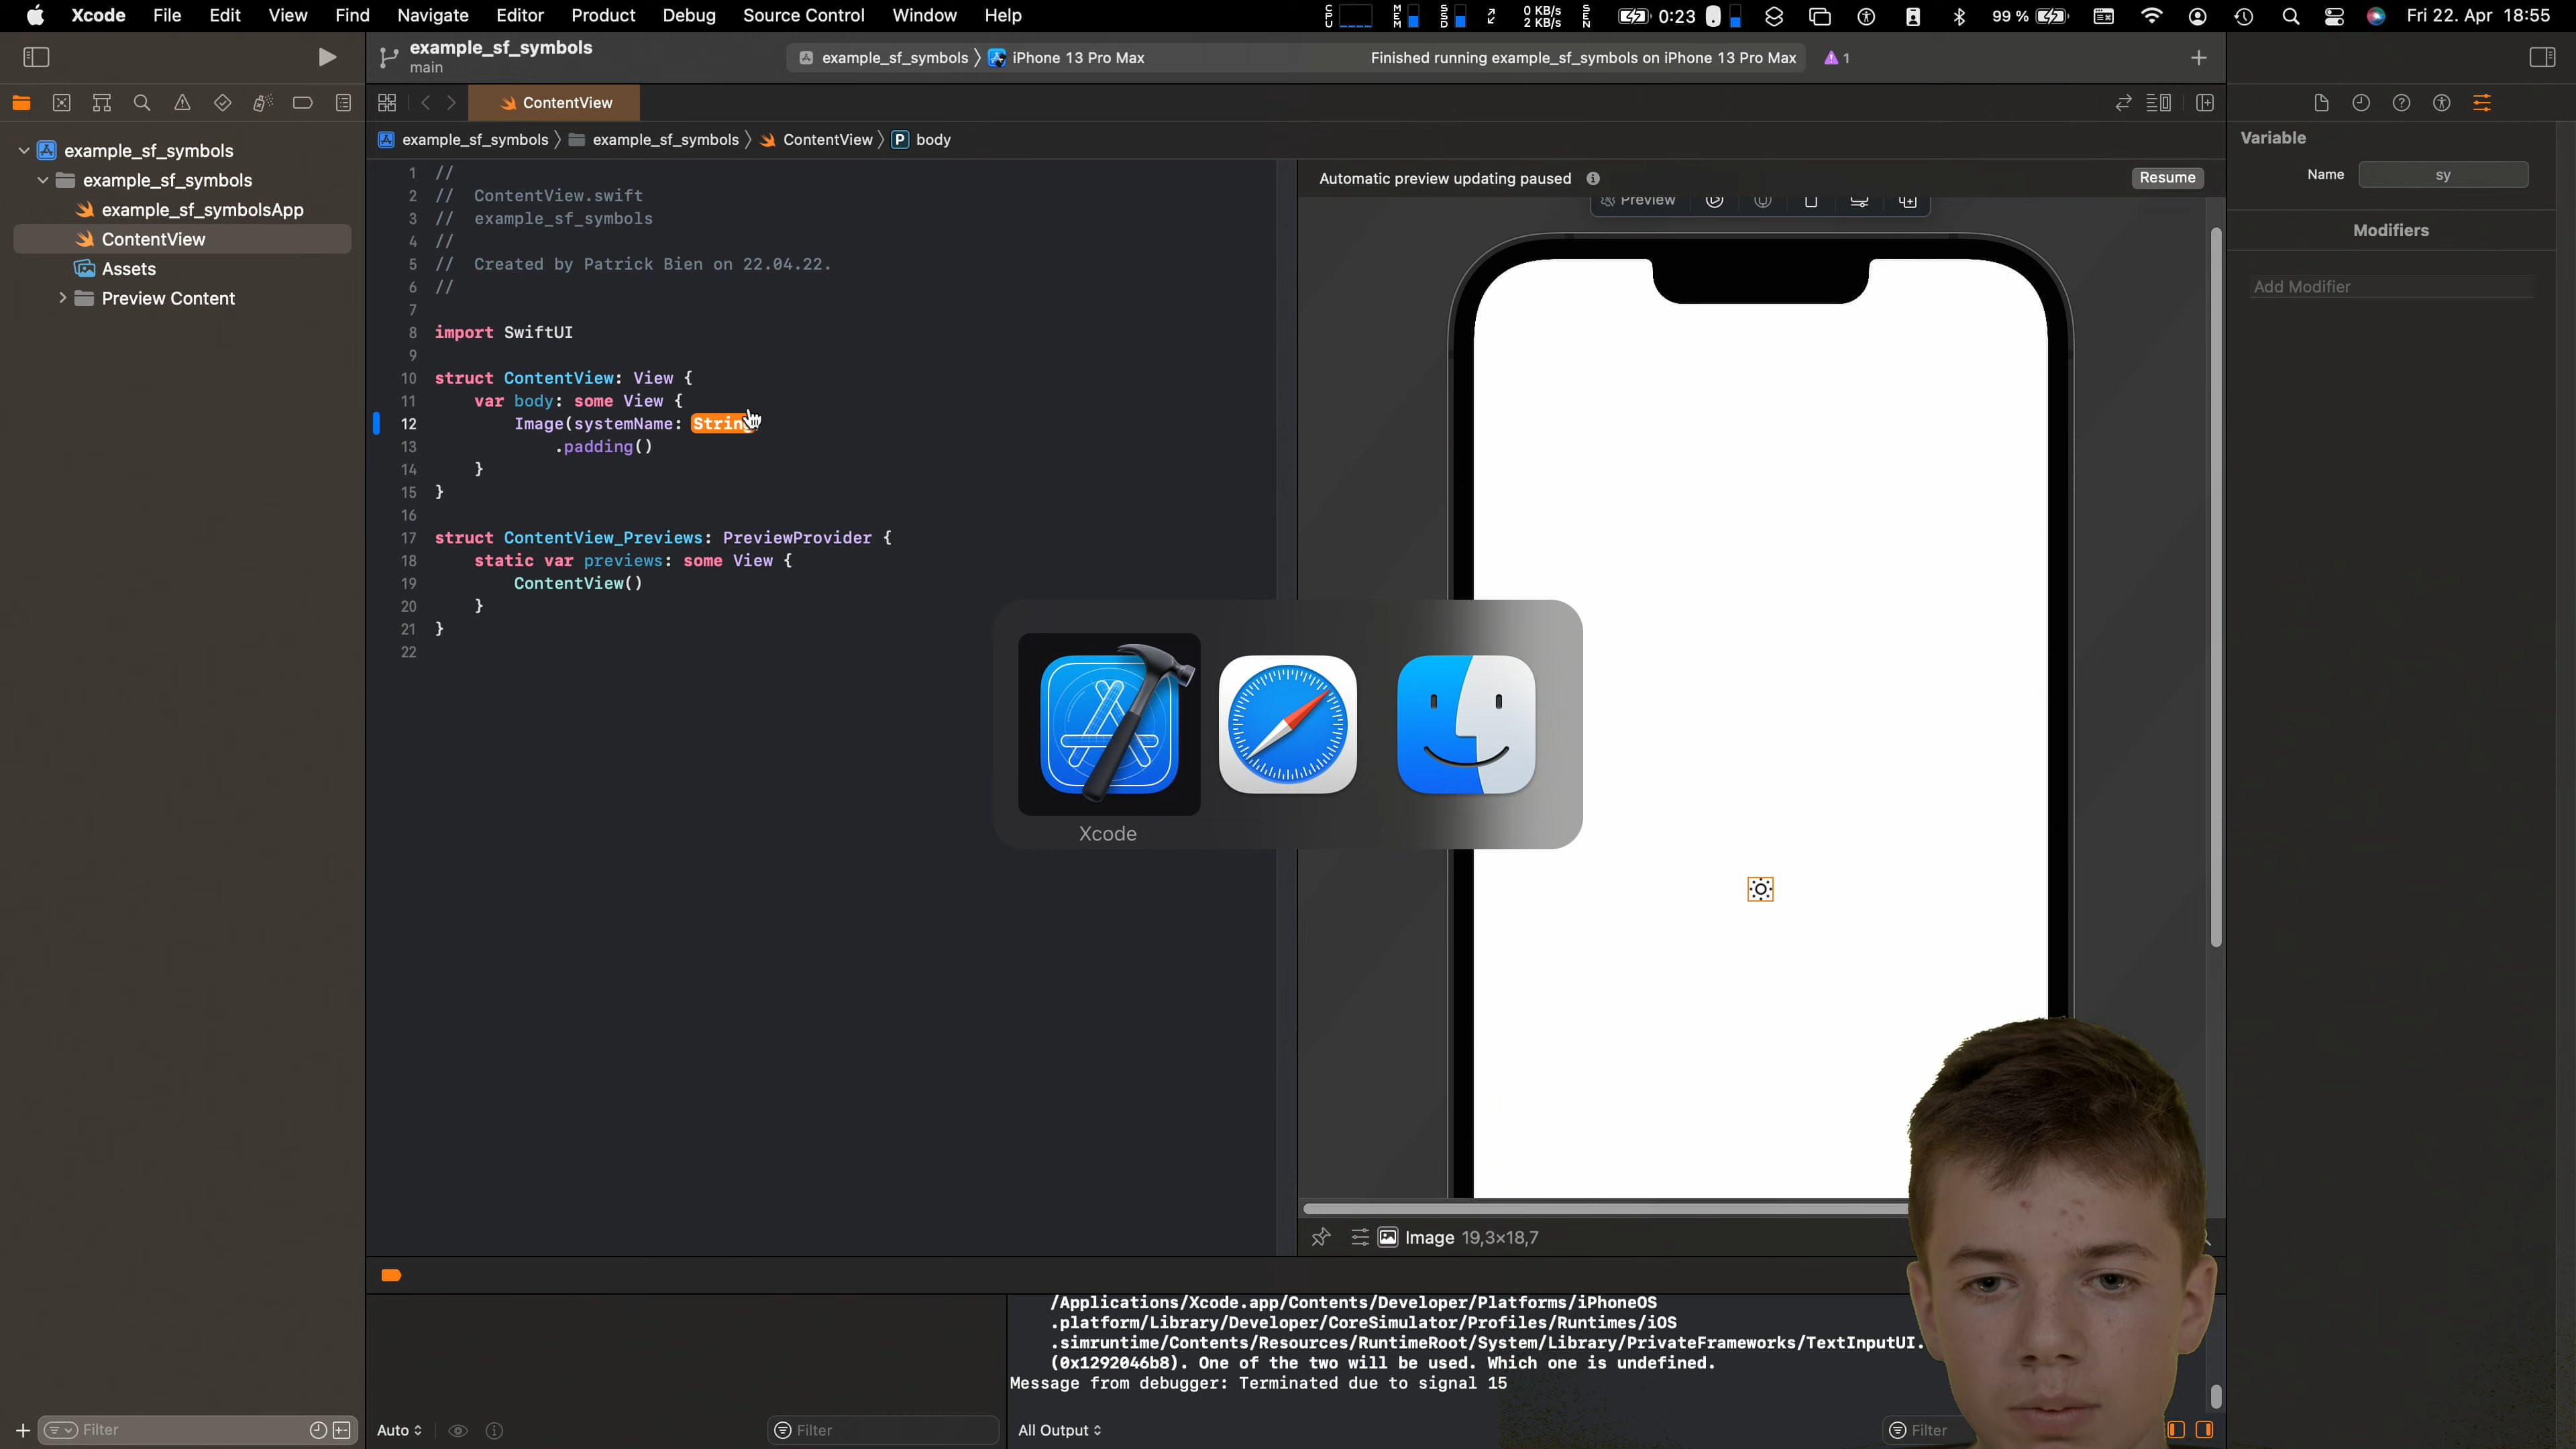 Xcode File Edit View Find Navigate Editor Product Debug Source Control Window Help CPU MEM SSD 0 KB/s 2 KB/s SEN 0:23 99 % Fri 22. Apr 18:55
example_sf_symbols
main
example_sf_symbols iPhone 13 Pro Max Finished running example_sf_symbols on iPhone 13 Pro Max 1
ContentView
example_sf_symbols example_sf_symbols ContentView P body
example_sf_symbols
example_sf_symbols
example_sf_symbolsApp
ContentView
Assets
Preview Content
1 //
2 // ContentView.swift
3 // example_sf_symbols
4 //
5 // Created by Patrick Bien on 22.04.22.
6 //
7
8 import SwiftUI
9
10 struct ContentView: View {
11 var body: some View {
12 Image(systemName: String
13 .padding()
14 }
15 }
16
17 struct ContentView_Previews: PreviewProvider {
18 static var previews: some View {
19 ContentView()
20 }
21 }
22
Automatic preview updating paused Resume
Preview
Xcode
Image 19,3×18,7
Variable
Name sy
Modifiers
Add Modifier
/Applications/Xcode.app/Contents/Developer/Platforms/iPhoneOS
.platform/Library/Developer/CoreSimulator/Profiles/Runtimes/iOS
.simruntime/Contents/Resources/RuntimeRoot/System/Library/PrivateFrameworks/TextInputUI.
(0x1292046b8). One of the two will be used. Which one is undefined.
Message from debugger: Terminated due to signal 15
Filter
Auto
Filter
All Output
Filter